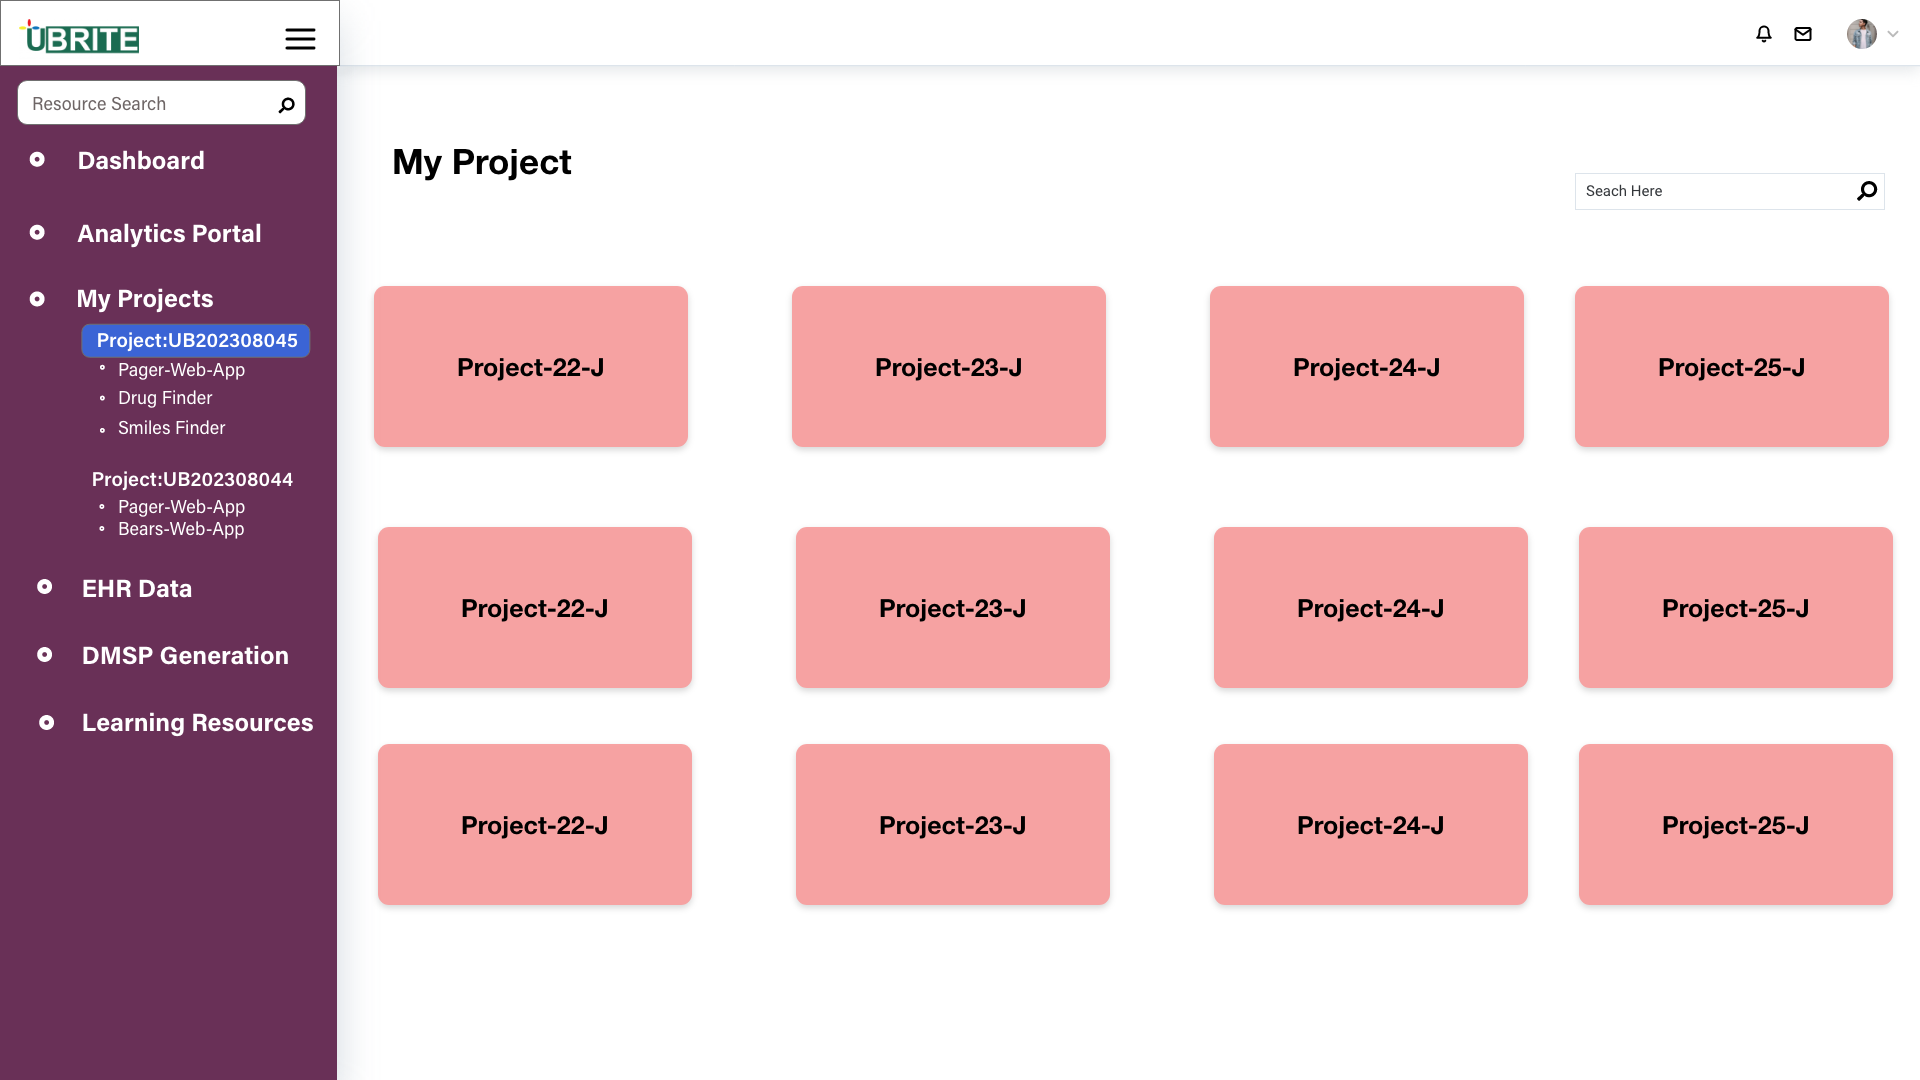 UBRITE
Resource Search
Dashboard
Analytics Portal
My Projects
Project:UB202308045
Pager-Web-App
Drug Finder
Smiles Finder
Project:UB202308044
Pager-Web-App
Bears-Web-App
EHR Data
DMSP Generation
Learning Resources
My Project
Seach Here
Project-22-J
Project-23-J
Project-24-J
Project-25-J
Project-22-J
Project-23-J
Project-24-J
Project-25-J
Project-22-J
Project-23-J
Project-24-J
Project-25-J